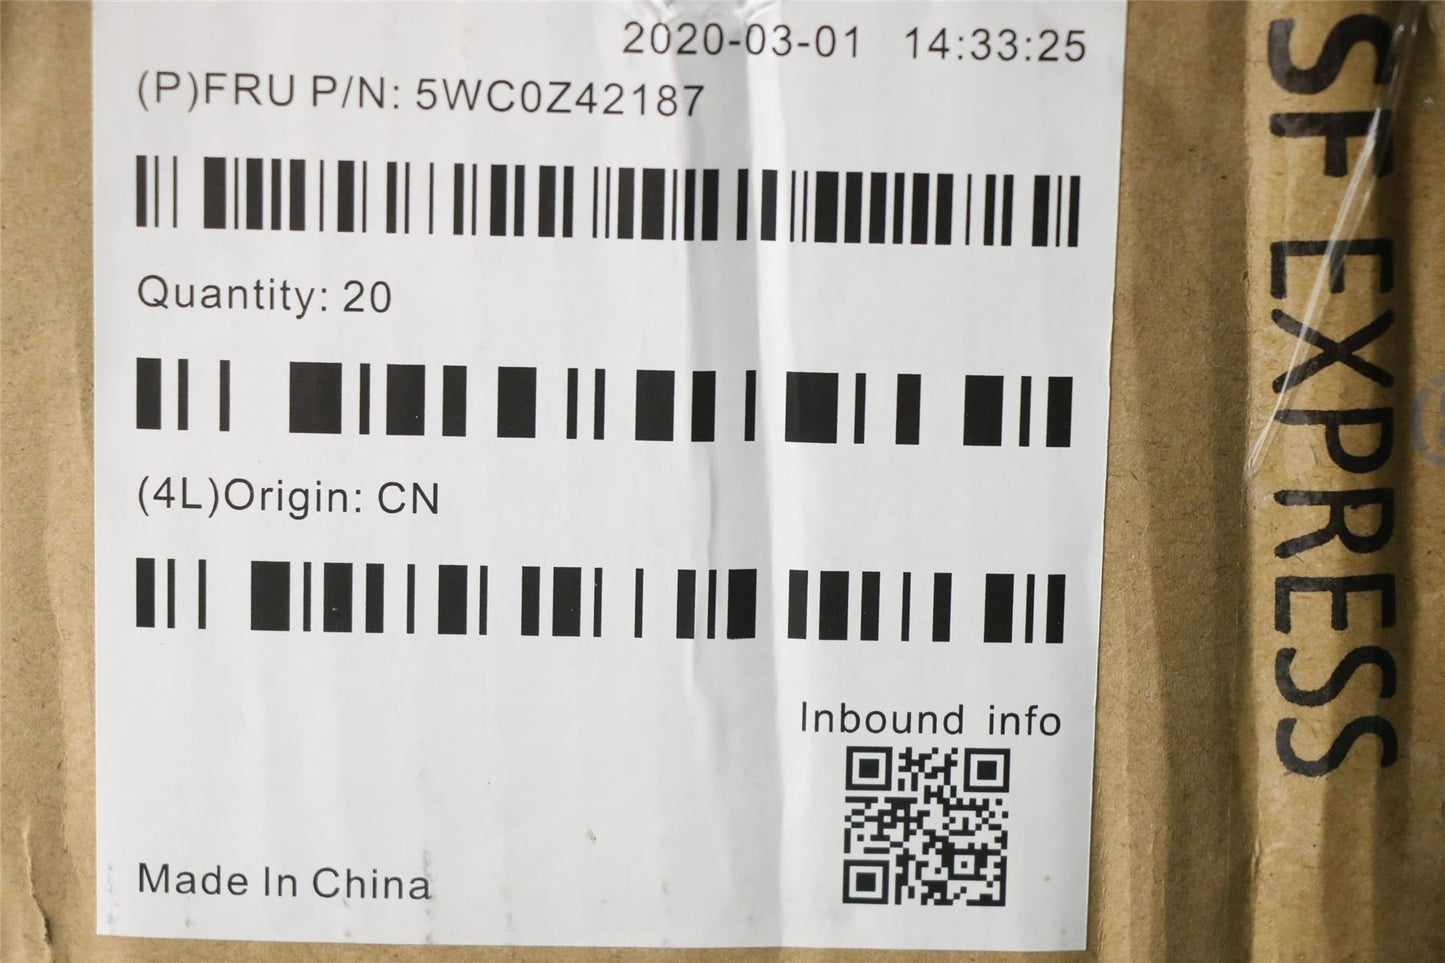 2020-03-01 14:33:25
(P)FRU P/N: 5WC0Z42187
Quantity: 20
(4L)Origin: CN
Inbound info
Made In China
SF EXPRESS